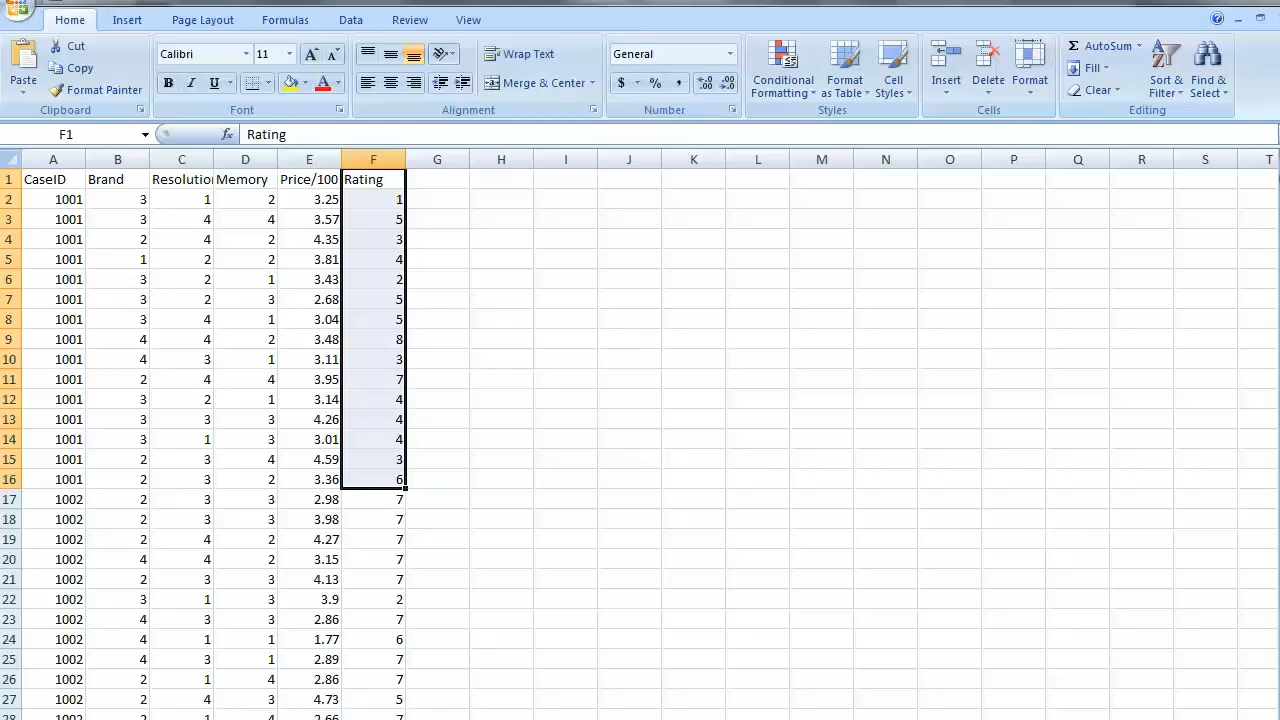 Home Insert Page Layout Formulas Data Review View
Paste Cut Copy Format Painter Clipboard
Calibri 11 A A B I U A Font
Wrap Text Merge & Center Alignment
General $ % , .0 .00 .00 .0 Number
Conditional Formatting Format as Table Cell Styles Styles
Insert Delete Format Cells
Σ AutoSum Fill Clear Sort & Filter Find & Select Editing
F1 fx Rating
A B C D E F G H I J K L M N O P Q R S T
1 CaseID Brand Resolution Memory Price/100 Rating
2 1001 3 1 2 3.25 1
3 1001 3 4 4 3.57 5
4 1001 2 4 2 4.35 3
5 1001 1 2 2 3.81 4
6 1001 3 2 1 3.43 2
7 1001 3 2 3 2.68 5
8 1001 3 4 1 3.04 5
9 1001 4 4 2 3.48 8
10 1001 4 3 1 3.11 3
11 1001 2 4 4 3.95 7
12 1001 3 2 1 3.14 4
13 1001 3 3 3 4.26 4
14 1001 3 1 3 3.01 4
15 1001 2 3 4 4.59 3
16 1001 2 3 2 3.36 6
17 1002 2 3 3 2.98 7
18 1002 2 3 3 3.98 7
19 1002 2 4 2 4.27 7
20 1002 4 4 2 3.15 7
21 1002 2 3 3 4.13 7
22 1002 3 1 3 3.9 2
23 1002 4 3 3 2.86 7
24 1002 4 1 1 1.77 6
25 1002 4 3 1 2.89 7
26 1002 2 1 4 2.86 7
27 1002 2 4 3 4.73 5
28 1002 2 1 4 2.66 7